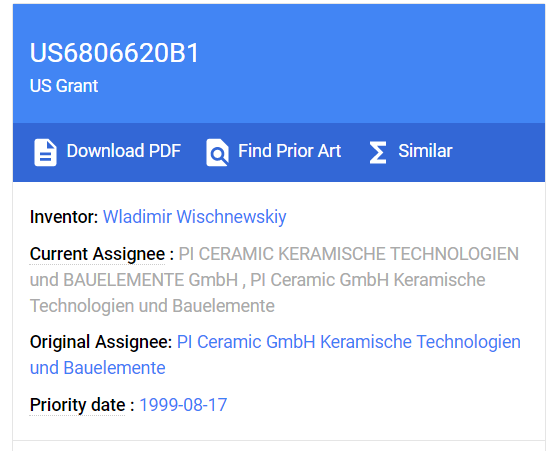 US6806620B1
US Grant
Download PDF Find Prior Art Similar
Inventor: Wladimir Wischnewskiy
Current Assignee : PI CERAMIC KERAMISCHE TECHNOLOGIEN
und BAUELEMENTE GmbH , PI Ceramic GmbH Keramische
Technologien und Bauelemente
Original Assignee: PI Ceramic GmbH Keramische Technologien
und Bauelemente
Priority date : 1999-08-17